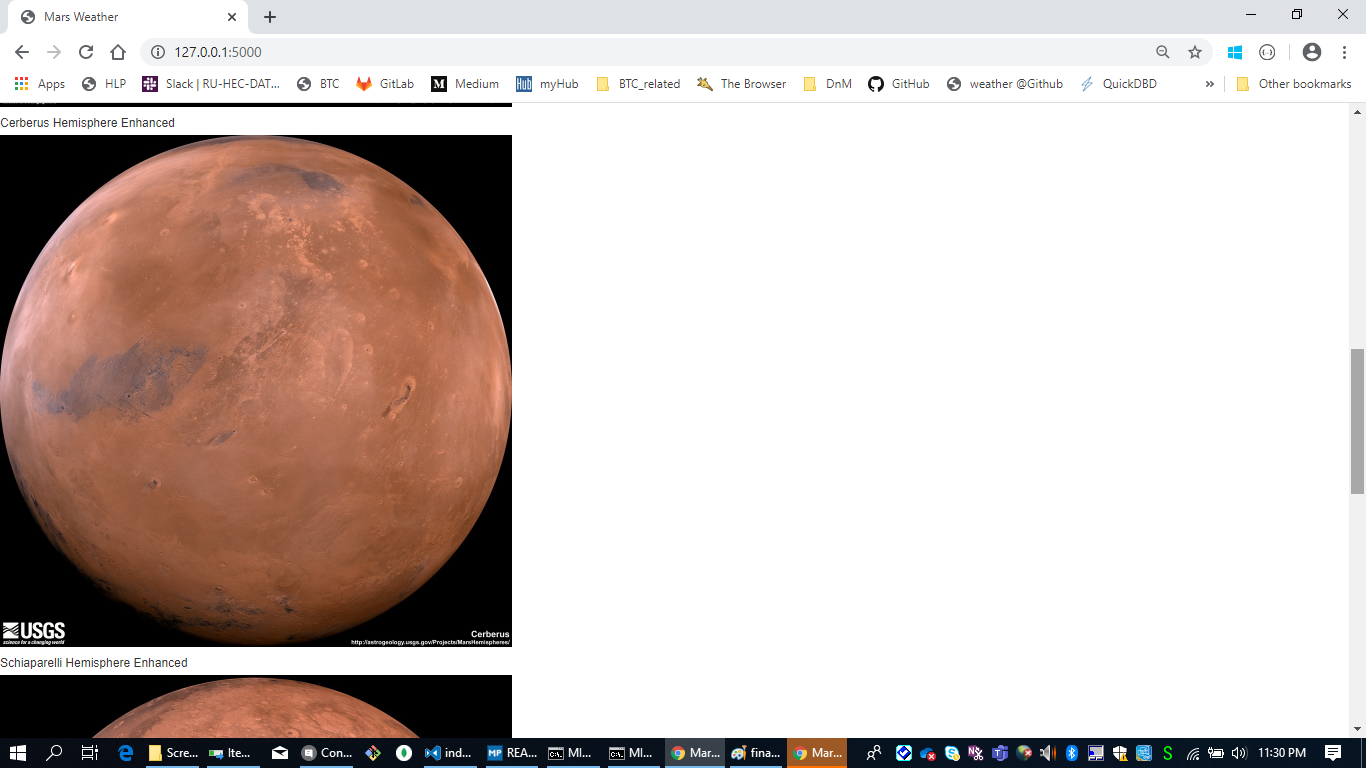 Mars Weather
127.0.0.1:5000
Apps HLP Slack | RU-HEC-DAT... BTC GitLab Medium myHub BTC_related The Browser DnM GitHub weather @Github QuickDBD » Other bookmarks
Cerberus Hemisphere Enhanced
USGS
science for a changing world
Cerberus
http://astrogeology.usgs.gov/Projects/MarsHemispheres/
Schiaparelli Hemisphere Enhanced
Scre... Ite... Con... ind... REA... MI... MI... Mar... fina... Mar... 11:30 PM